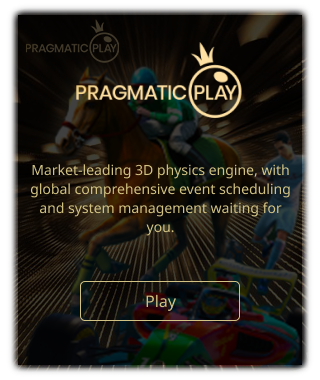 PRAGMATIC PLAY
PRAGMATIC PLAY
Market-leading 3D physics engine, with
global comprehensive event scheduling
and system management waiting for
you.
Play